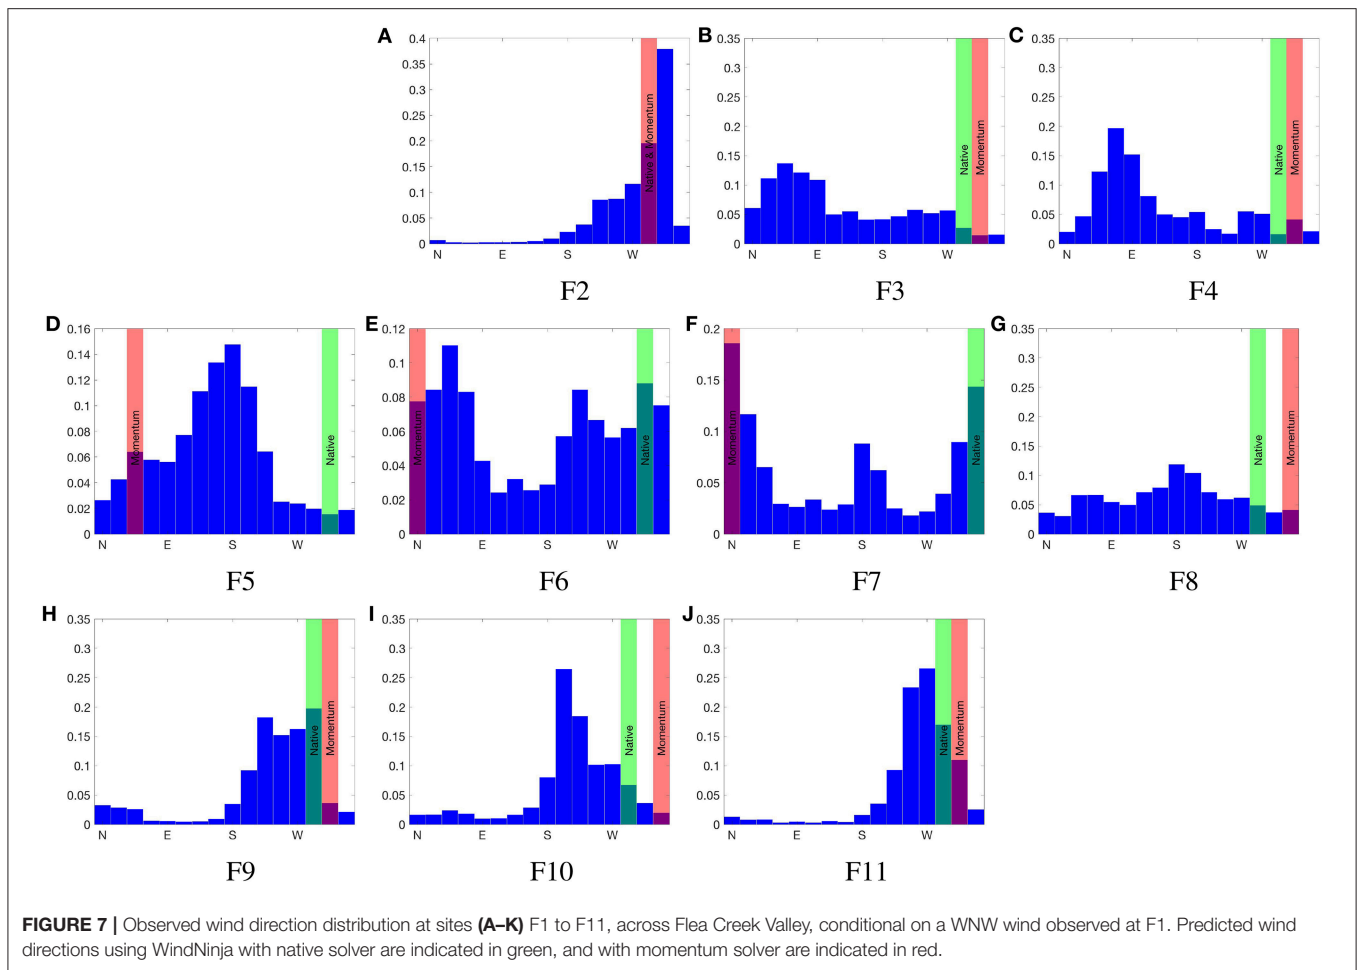 A
0.4
0.35
0.3
0.25
0.2
0.15
0.1
0.05
0
N E S W
Native & Momentum
F2
B
0.35
0.3
0.25
0.2
0.15
0.1
0.05
0
N E S W
Native
Momentum
F3
C
0.35
0.3
0.25
0.2
0.15
0.1
0.05
0
N E S W
Native
Momentum
F4
D
0.16
0.14
0.12
0.1
0.08
0.06
0.04
0.02
0
N E S W
Momentum
Native
F5
E
0.12
0.1
0.08
0.06
0.04
0.02
0
N E S W
Momentum
Native
F6
F
0.2
0.15
0.1
0.05
0
N E S W
Momentum
Native
F7
G
0.35
0.3
0.25
0.2
0.15
0.1
0.05
0
N E S W
Native
Momentum
F8
H
0.35
0.3
0.25
0.2
0.15
0.1
0.05
0
N E S W
Native
Momentum
F9
I
0.35
0.3
0.25
0.2
0.15
0.1
0.05
0
N E S W
Native
Momentum
F10
J
0.35
0.3
0.25
0.2
0.15
0.1
0.05
0
N E S W
Native
Momentum
F11
FIGURE 7 | Observed wind direction distribution at sites (A–K) F1 to F11, across Flea Creek Valley, conditional on a WNW wind observed at F1. Predicted wind
directions using WindNinja with native solver are indicated in green, and with momentum solver are indicated in red.